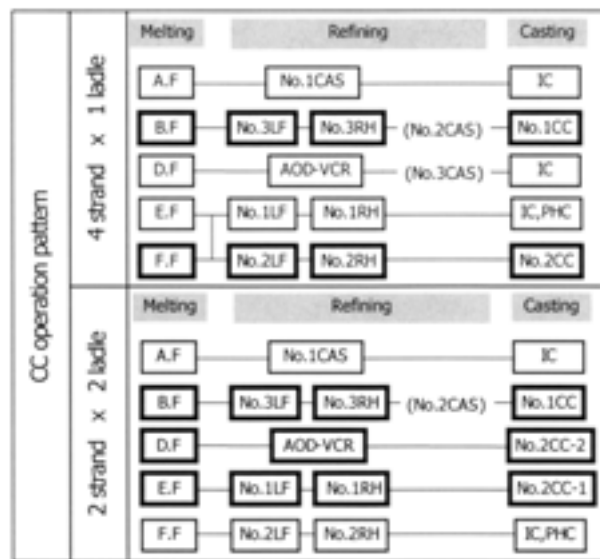 CC operation pattern
4 strand x 1 ladle
Melting Refining Casting
A.F No.1CAS IC
B.F No.3LF No.3RH (No.2CAS) No.1CC
D.F AOD-VCR (No.3CAS) IC
E.F No.1LF No.1RH IC,PHC
F.F No.2LF No.2RH No.2CC
2 strand x 2 ladle
Melting Refining Casting
A.F No.1CAS IC
B.F No.3LF No.3RH (No.2CAS) No.1CC
D.F AOD-VCR No.2CC-2
E.F No.1LF No.1RH No.2CC-1
F.F No.2LF No.2RH IC,PHC